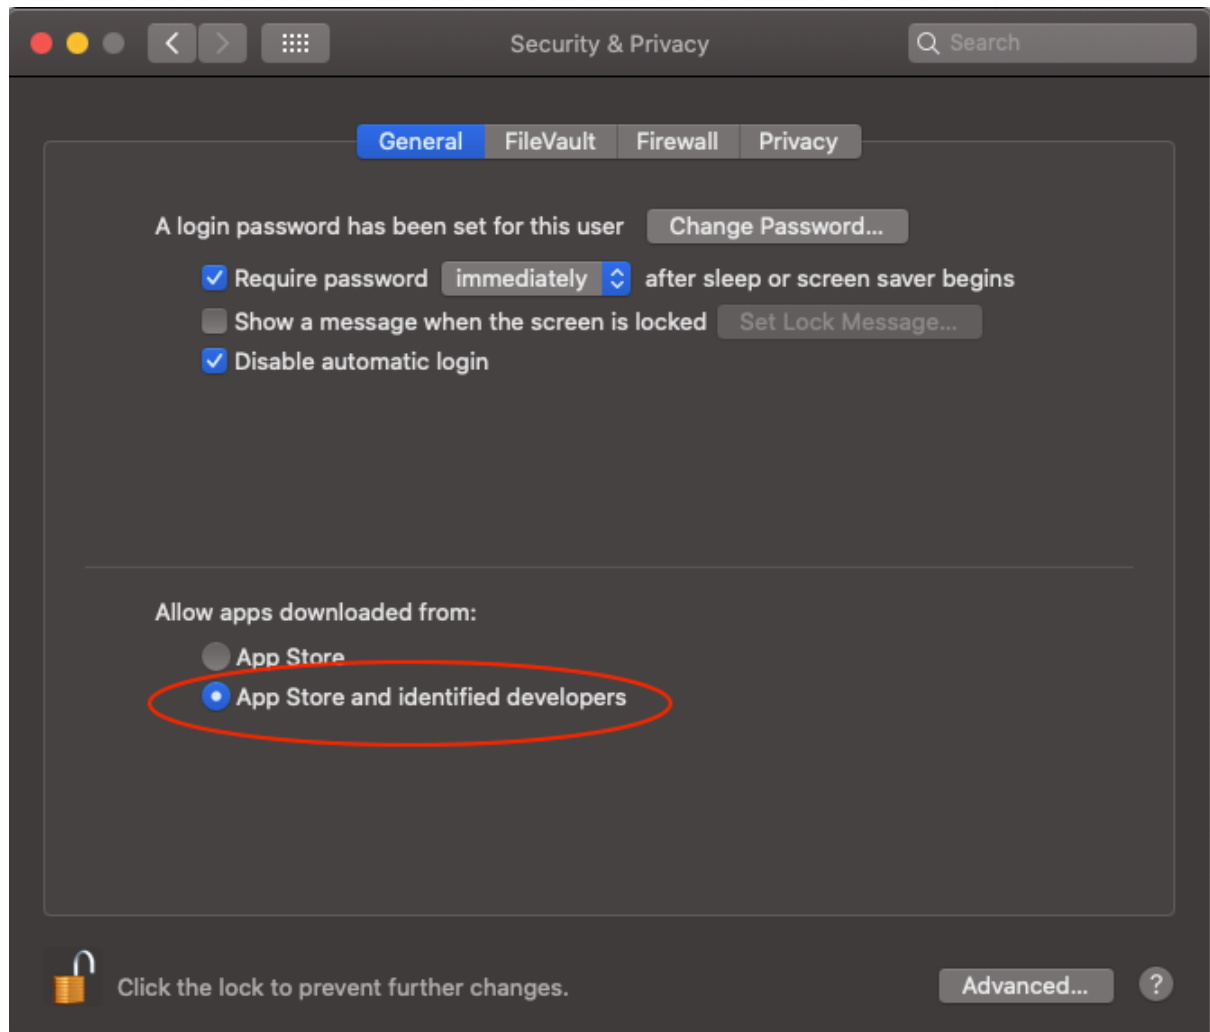 Security & Privacy
Search
General FileVault Firewall Privacy
A login password has been set for this user Change Password...
Require password immediately after sleep or screen saver begins
Show a message when the screen is locked Set Lock Message...
Disable automatic login
Allow apps downloaded from:
App Store
App Store and identified developers
Click the lock to prevent further changes.
Advanced... ?